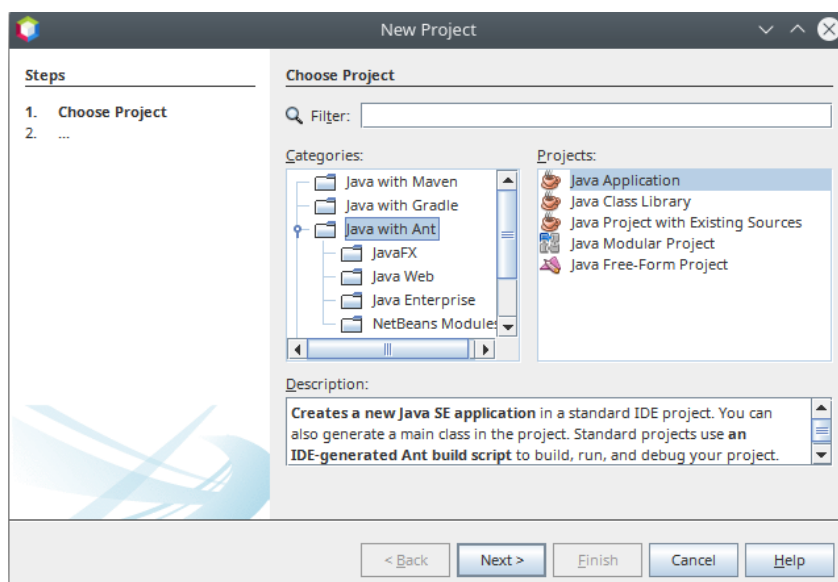 New Project
Steps
1. Choose Project
2. ...
Choose Project
Filter:
Categories:
Java with Maven
Java with Gradle
Java with Ant
JavaFX
Java Web
Java Enterprise
NetBeans Modules
Projects:
Java Application
Java Class Library
Java Project with Existing Sources
Java Modular Project
Java Free-Form Project
Description:
Creates a new Java SE application in a standard IDE project. You can
also generate a main class in the project. Standard projects use an
IDE-generated Ant build script to build, run, and debug your project.
< Back
Next >
Finish
Cancel
Help